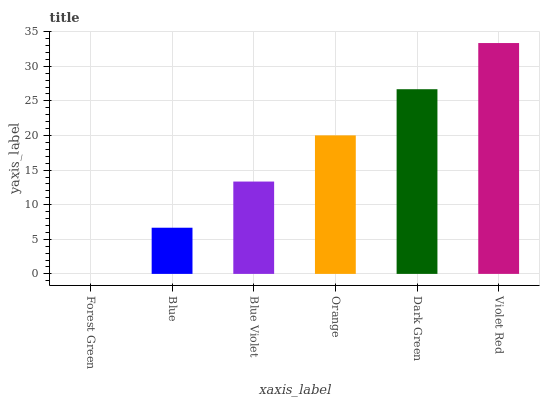 title
35
30
25
20
15
10
5
0
yaxis_label
Forest Green
Blue
Blue Violet
Orange
Dark Green
Violet Red
xaxis_label